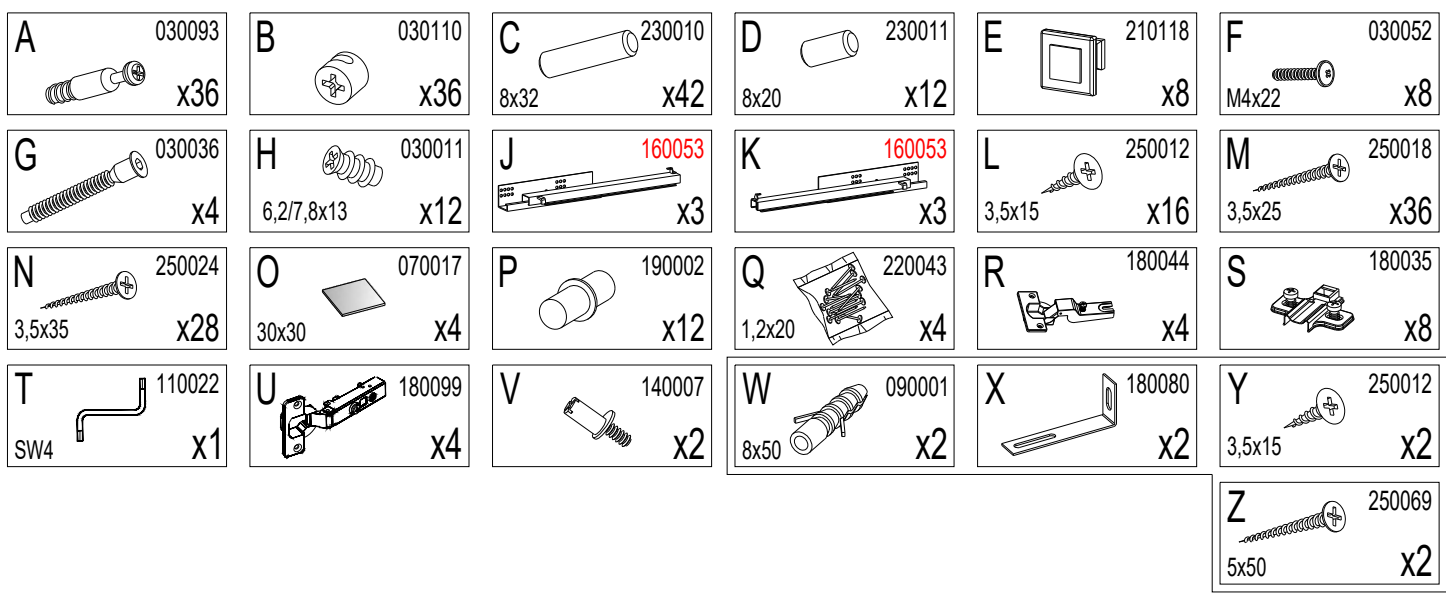 A 030093
x36
B 030110
x36
C 230010
8x32 x42
D 230011
8x20 x12
E 210118
x8
F 030052
M4x22 x8
G 030036
x4
H 030011
6,2/7,8x13 x12
J 160053
x3
K 160053
x3
L 250012
3,5x15 x16
M 250018
3,5x25 x36
N 250024
3,5x35 x28
O 070017
30x30 x4
P 190002
x12
Q 220043
1,2x20 x4
R 180044
x4
S 180035
x8
T 110022
SW4 x1
U 180099
x4
V 140007
x2
W 090001
8x50 x2
X 180080
x2
Y 250012
3,5x15 x2
Z 250069
5x50 x2